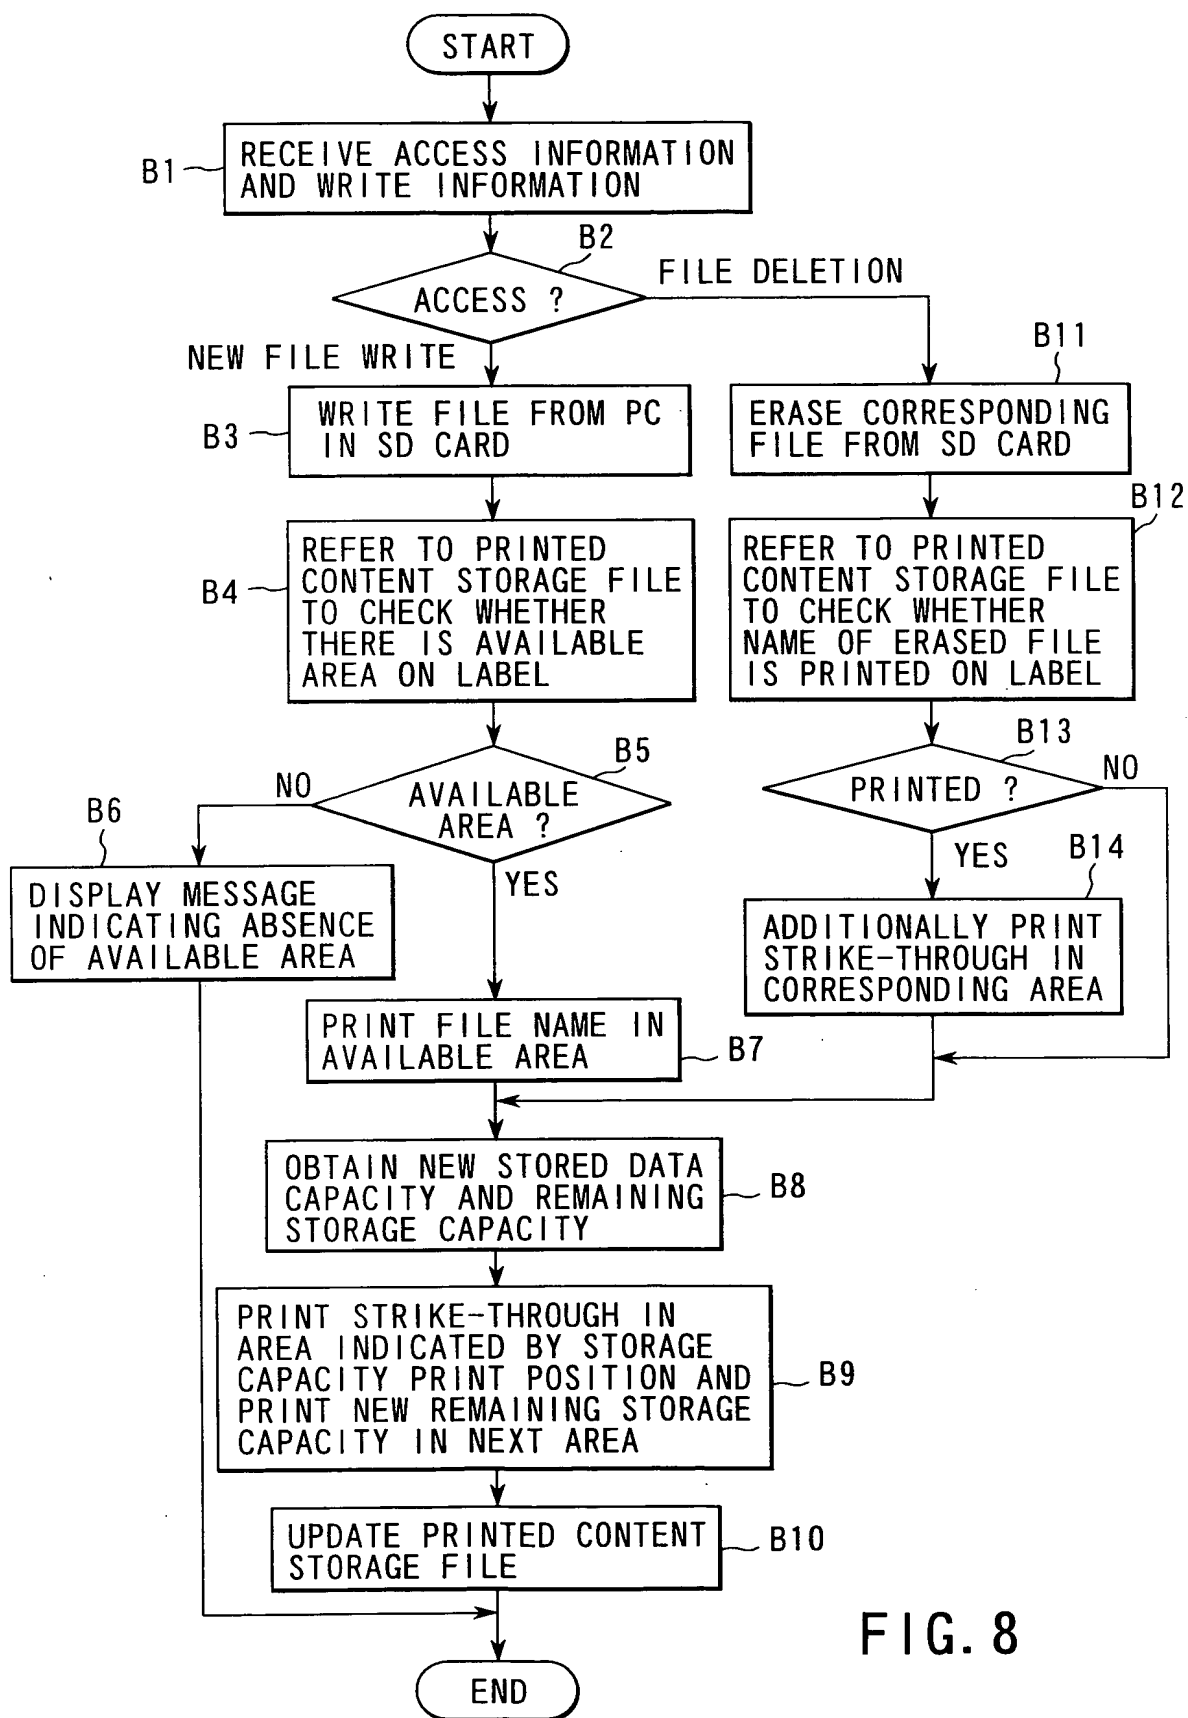 START
B1
RECEIVE ACCESS INFORMATION
AND WRITE INFORMATION
B2
ACCESS ?
FILE DELETION
NEW FILE WRITE
B3
WRITE FILE FROM PC
IN SD CARD
B11
ERASE CORRESPONDING
FILE FROM SD CARD
B4
REFER TO PRINTED
CONTENT STORAGE FILE
TO CHECK WHETHER
THERE IS AVAILABLE
AREA ON LABEL
B12
REFER TO PRINTED
CONTENT STORAGE FILE
TO CHECK WHETHER
NAME OF ERASED FILE
IS PRINTED ON LABEL
B5
AVAILABLE
AREA ?
NO
YES
B13
PRINTED ?
NO
YES
B6
DISPLAY MESSAGE
INDICATING ABSENCE
OF AVAILABLE AREA
B14
ADDITIONALLY PRINT
STRIKE-THROUGH IN
CORRESPONDING AREA
PRINT FILE NAME IN
AVAILABLE AREA
B7
OBTAIN NEW STORED DATA
CAPACITY AND REMAINING
STORAGE CAPACITY
B8
PRINT STRIKE-THROUGH IN
AREA INDICATED BY STORAGE
CAPACITY PRINT POSITION AND
PRINT NEW REMAINING STORAGE
CAPACITY IN NEXT AREA
B9
UPDATE PRINTED CONTENT
STORAGE FILE
B10
END
FIG. 8